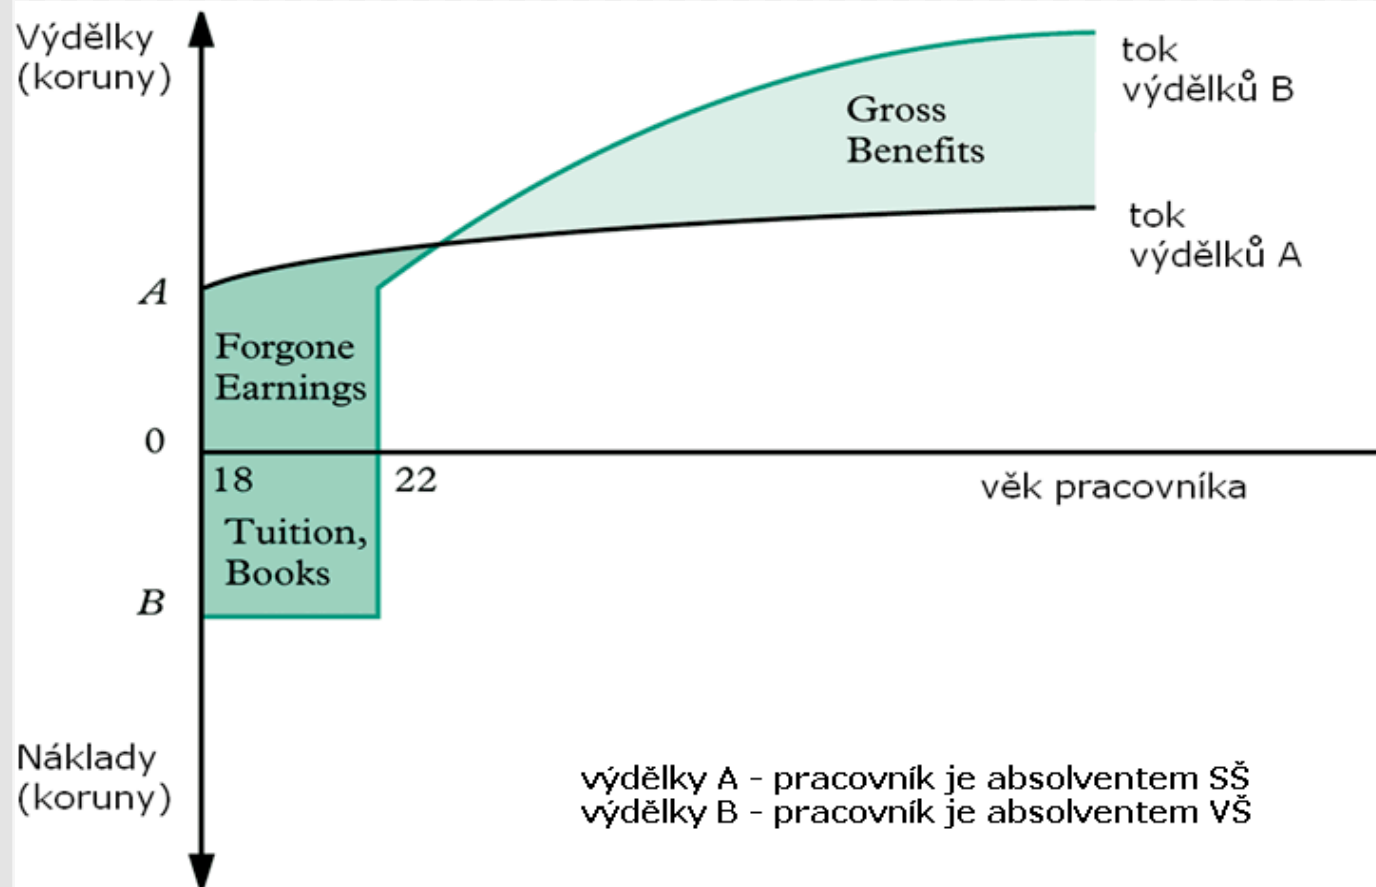 Výdělky
(koruny)
tok
výdělků B
Gross
Benefits
tok
výdělků A
A
Forgone
Earnings
0
18
22
věk pracovníka
Tuition,
Books
B
Náklady
(koruny)
výdělky A - pracovník je absolventem SŠ
výdělky B - pracovník je absolventem VŠ